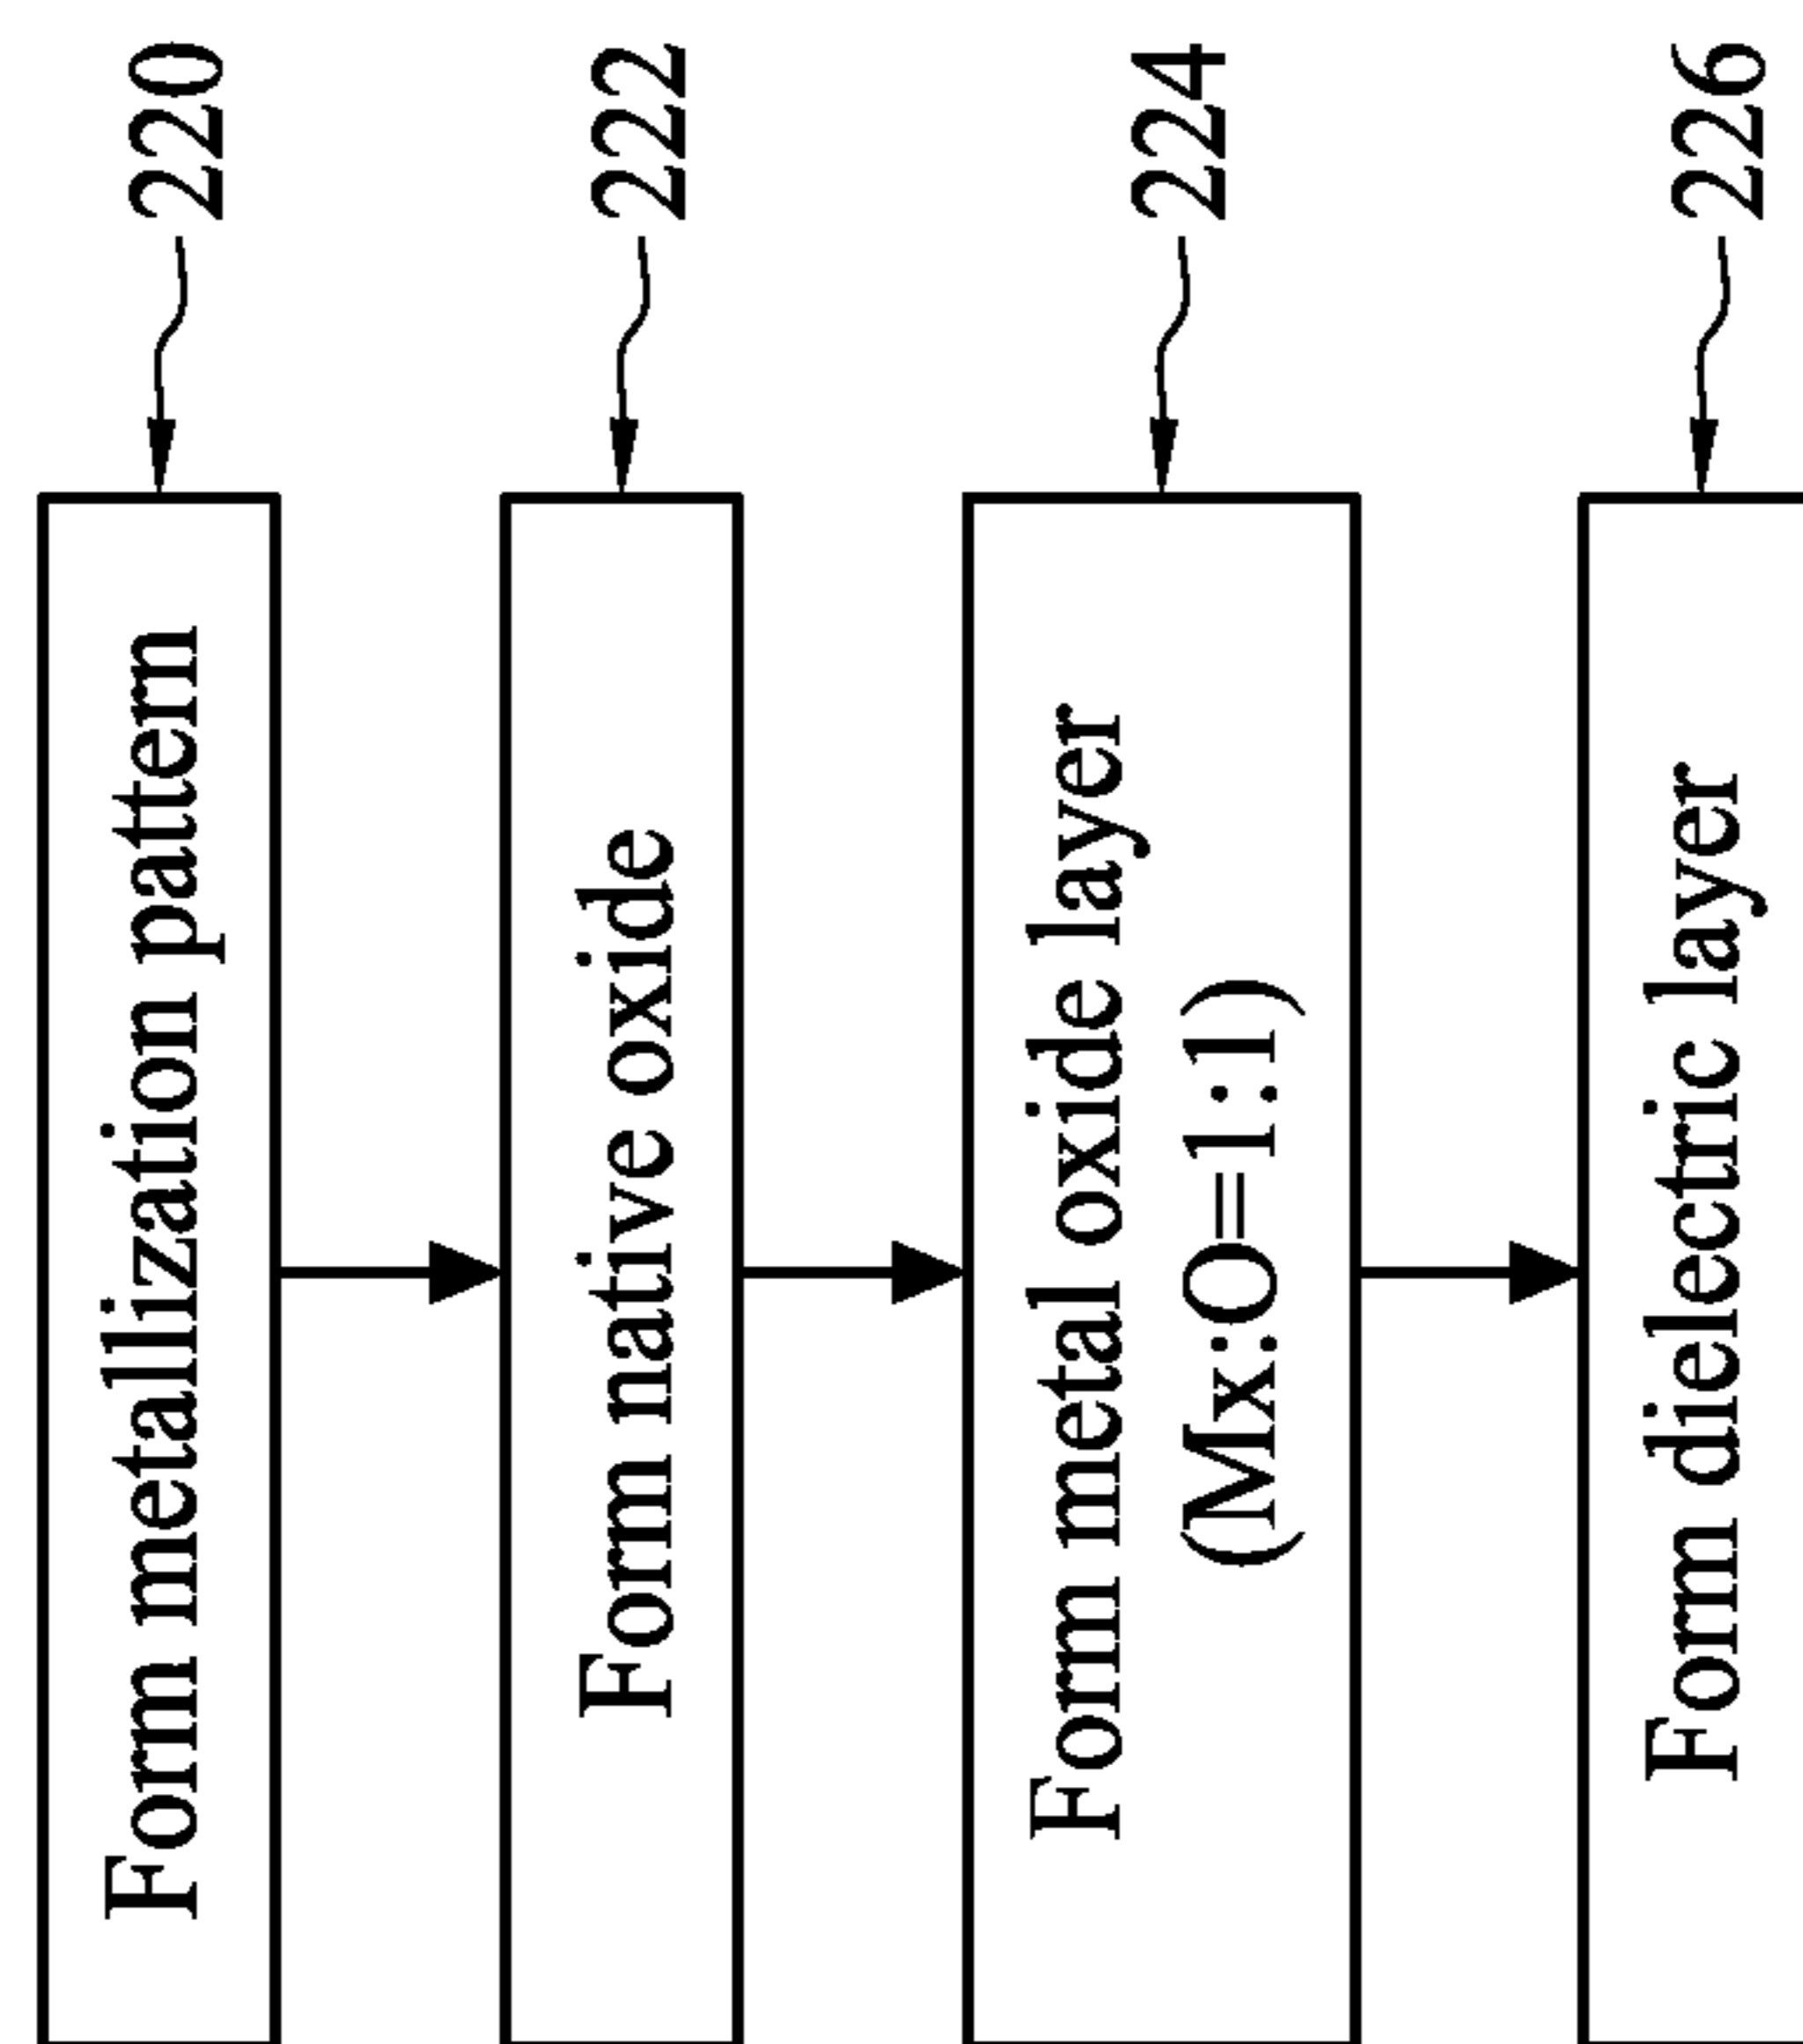 Form metallization pattern
220
Form native oxide
222
Form metal oxide layer
(Mx:O=1:1)
224
Form dielectric layer
226